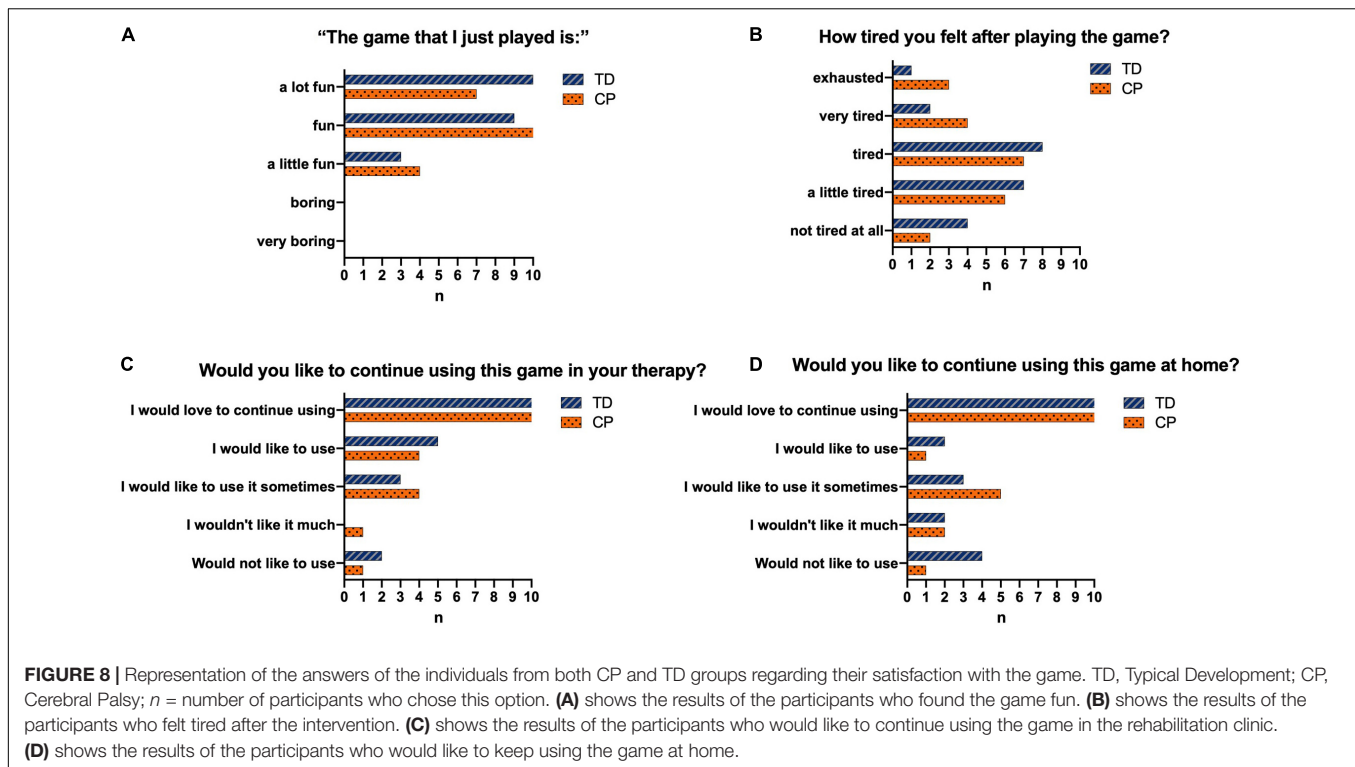 A
“The game that I just played is:”
a lot fun
fun
a little fun
boring
very boring
0 1 2 3 4 5 6 7 8 9 10
n
TD
CP
B
How tired you felt after playing the game?
exhausted
very tired
tired
a little tired
not tired at all
0 1 2 3 4 5 6 7 8 9 10
n
TD
CP
C
Would you like to continue using this game in your therapy?
I would love to continue using
I would like to use
I would like to use it sometimes
I wouldn't like it much
Would not like to use
0 1 2 3 4 5 6 7 8 9 10
n
TD
CP
D
Would you like to contiune using this game at home?
I would love to continue using
I would like to use
I would like to use it sometimes
I wouldn't like it much
Would not like to use
0 1 2 3 4 5 6 7 8 9 10
n
TD
CP
FIGURE 8 | Representation of the answers of the individuals from both CP and TD groups regarding their satisfaction with the game. TD, Typical Development; CP,
Cerebral Palsy; n = number of participants who chose this option. (A) shows the results of the participants who found the game fun. (B) shows the results of the
participants who felt tired after the intervention. (C) shows the results of the participants who would like to continue using the game in the rehabilitation clinic.
(D) shows the results of the participants who would like to keep using the game at home.